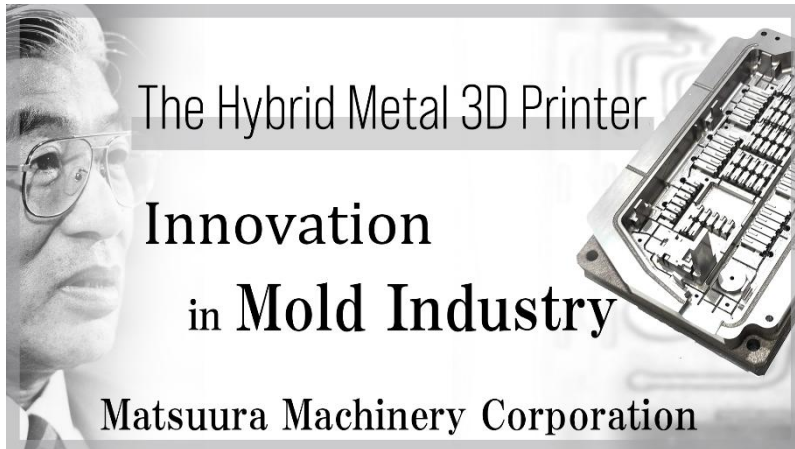 The Hybrid Metal 3D Printer
Innovation
in Mold Industry
Matsuura Machinery Corporation